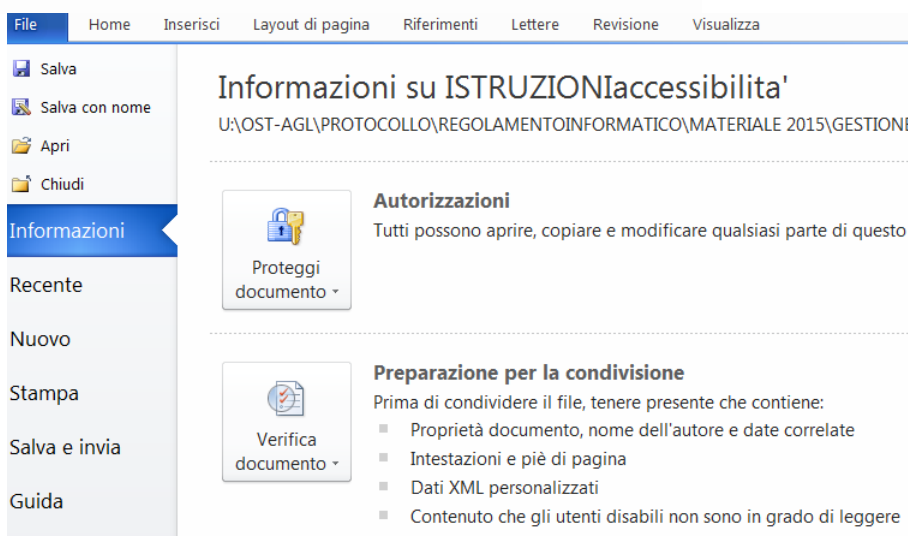 File Home Inserisci Layout di pagina Riferimenti Lettere Revisione Visualizza
Salva
Salva con nome
Apri
Chiudi
Informazioni
Recente
Nuovo
Stampa
Salva e invia
Guida
Informazioni su ISTRUZIONIaccessibilita'
U:\OST-AGL\PROTOCOLLO\REGOLAMENTOINFORMATICO\MATERIALE 2015\GESTIONE
Proteggi
documento
Autorizzazioni
Tutti possono aprire, copiare e modificare qualsiasi parte di questo
Verifica
documento
Preparazione per la condivisione
Prima di condividere il file, tenere presente che contiene:
Proprietà documento, nome dell'autore e date correlate
Intestazioni e piè di pagina
Dati XML personalizzati
Contenuto che gli utenti disabili non sono in grado di leggere